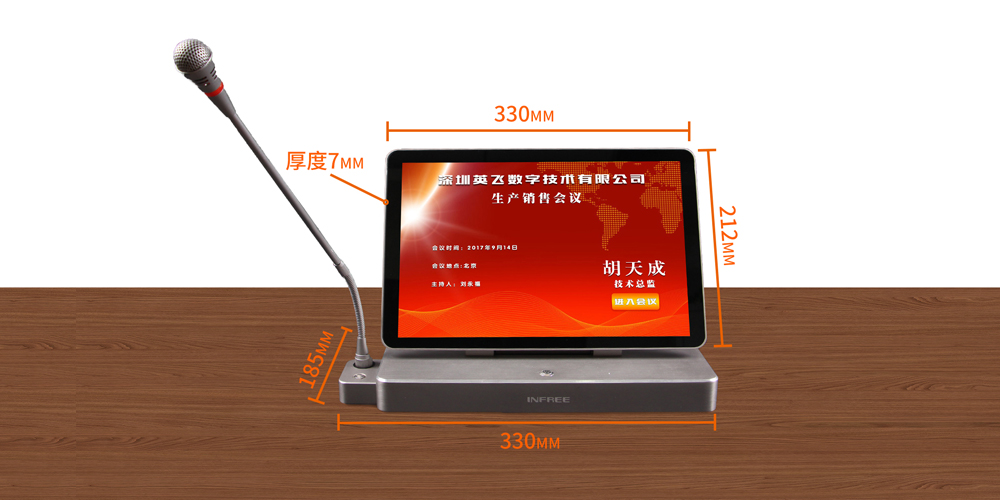 330MM
厚度7MM
深圳英飞数字技术有限公司
生产销售会议
212MM
会议时间：2017年9月14日
会议地点:北京
主持人：刘永福
胡天成
技术总监
进入会议
185MM
INFREE
330MM